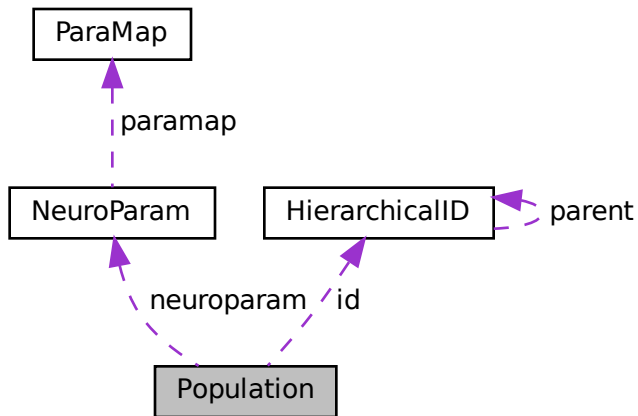 ParaMap
paramap
NeuroParam
HierarchicalID
parent
neuroparam
id
Population